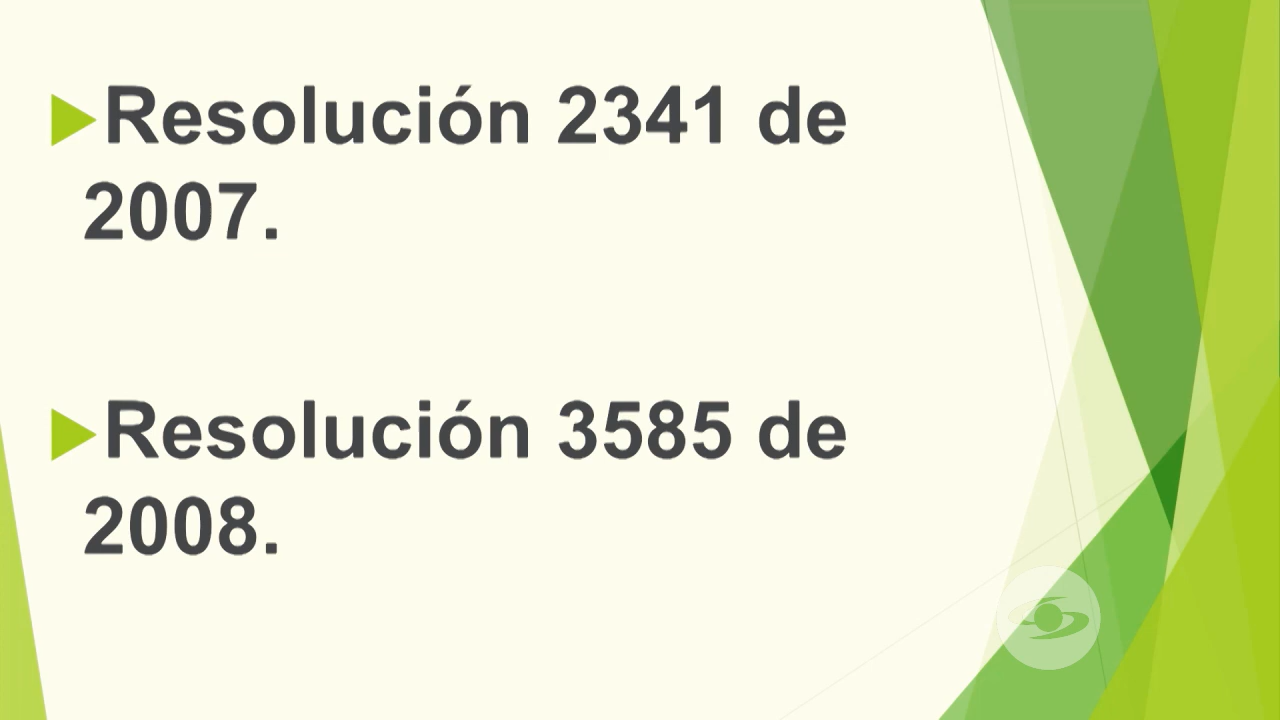 Resolución 2341 de
2007.
Resolución 3585 de
2008.